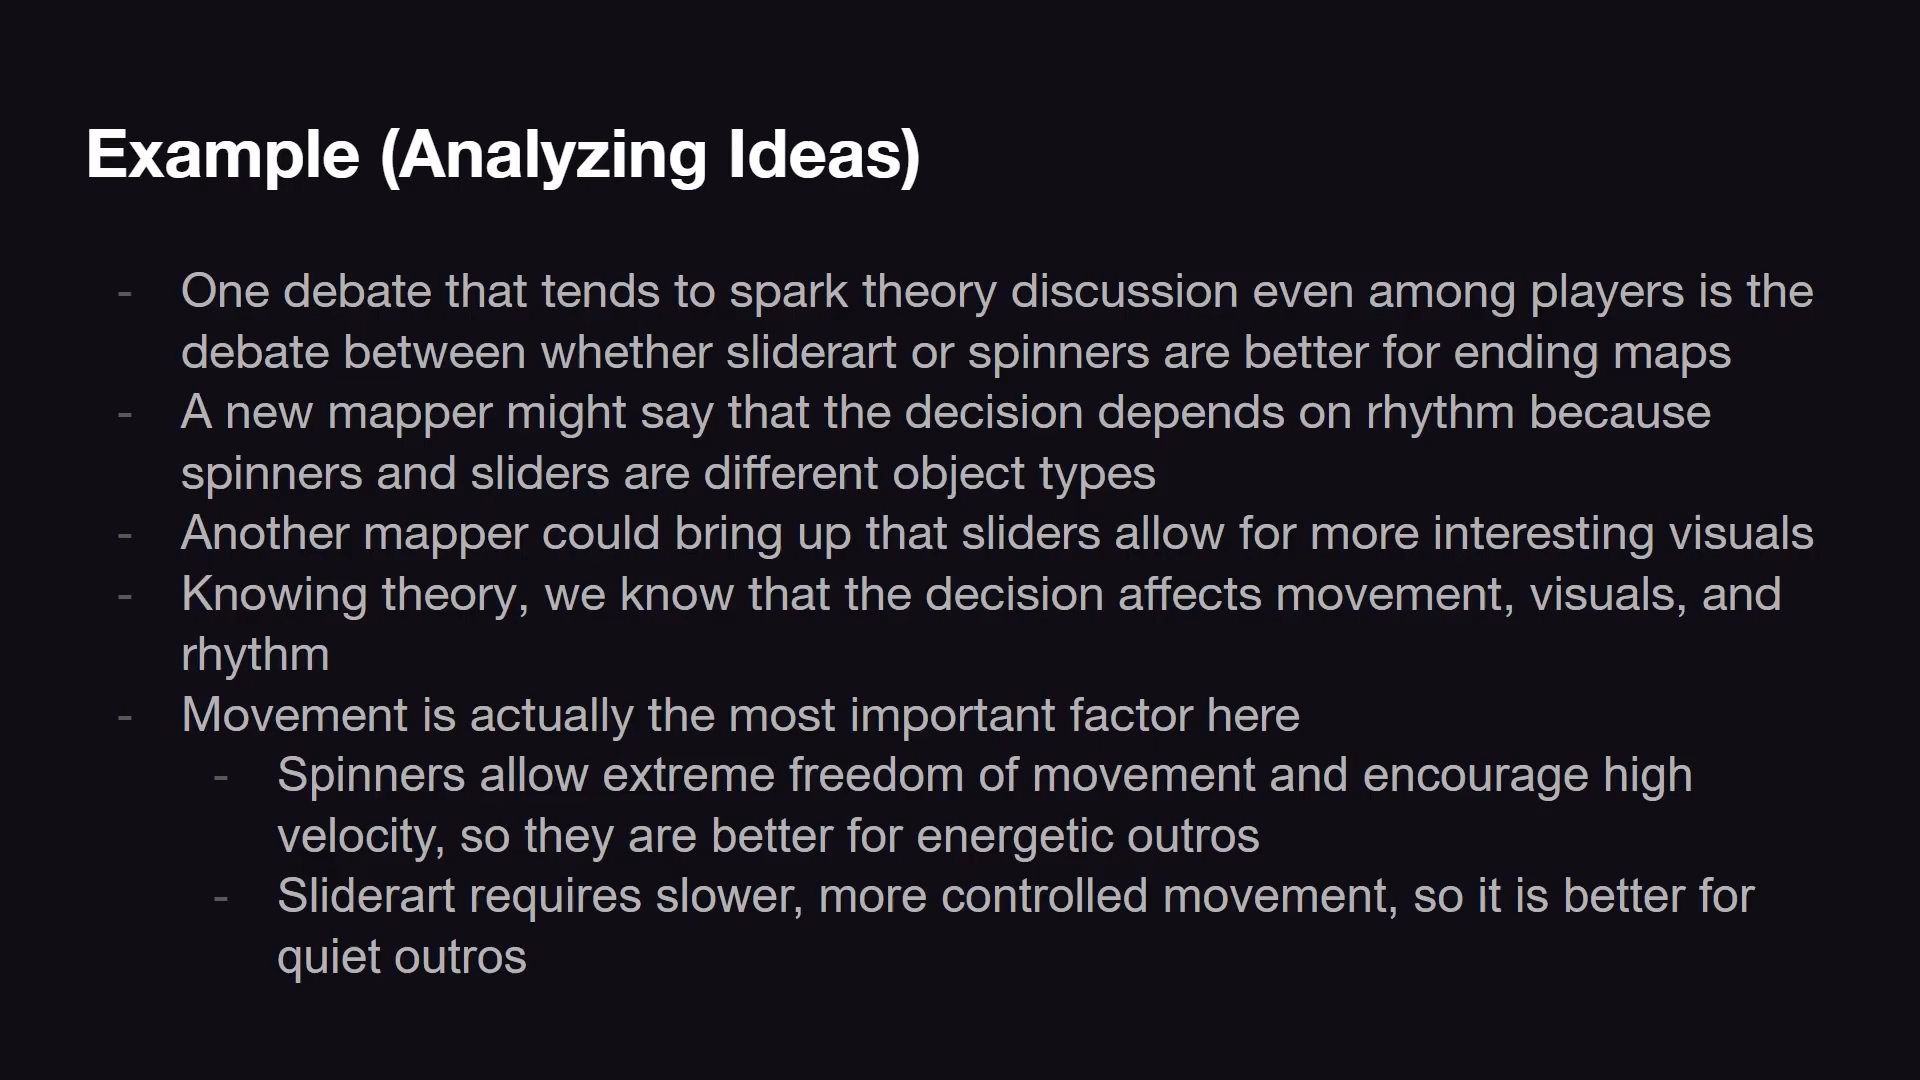 Example (Analyzing Ideas)
- One debate that tends to spark theory discussion even among players is the
debate between whether sliderart or spinners are better for ending maps
- A new mapper might say that the decision depends on rhythm because
spinners and sliders are different object types
- Another mapper could bring up that sliders allow for more interesting visuals
- Knowing theory, we know that the decision affects movement, visuals, and
rhythm
- Movement is actually the most important factor here
- Spinners allow extreme freedom of movement and encourage high
velocity, so they are better for energetic outros
- Sliderart requires slower, more controlled movement, so it is better for
quiet outros